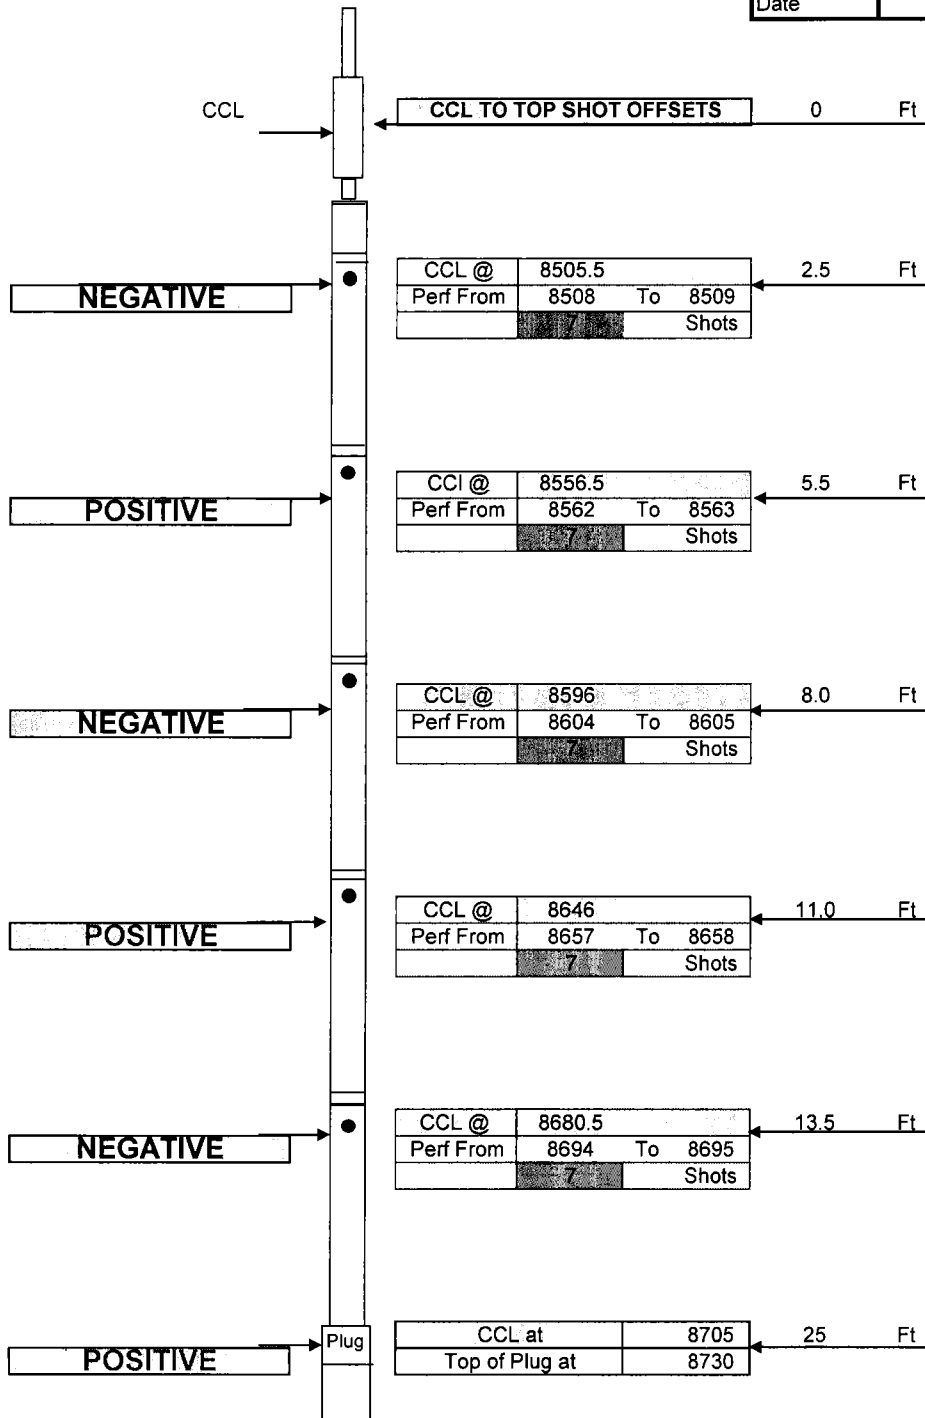 Date
CCL
CCL TO TOP SHOT OFFSETS 0 Ft
CCL @ 8505.5 2.5 Ft
NEGATIVE Perf From 8508 To 8509
7 Shots
CCI @ 8556.5 5.5 Ft
POSITIVE Perf From 8562 To 8563
7 Shots
CCL @ 8596 8.0 Ft
NEGATIVE Perf From 8604 To 8605
7 Shots
CCL @ 8646 11.0 Ft
POSITIVE Perf From 8657 To 8658
7 Shots
CCL @ 8680.5 13.5 Ft
NEGATIVE Perf From 8694 To 8695
7 Shots
Plug CCL at 8705 25 Ft
POSITIVE Top of Plug at 8730